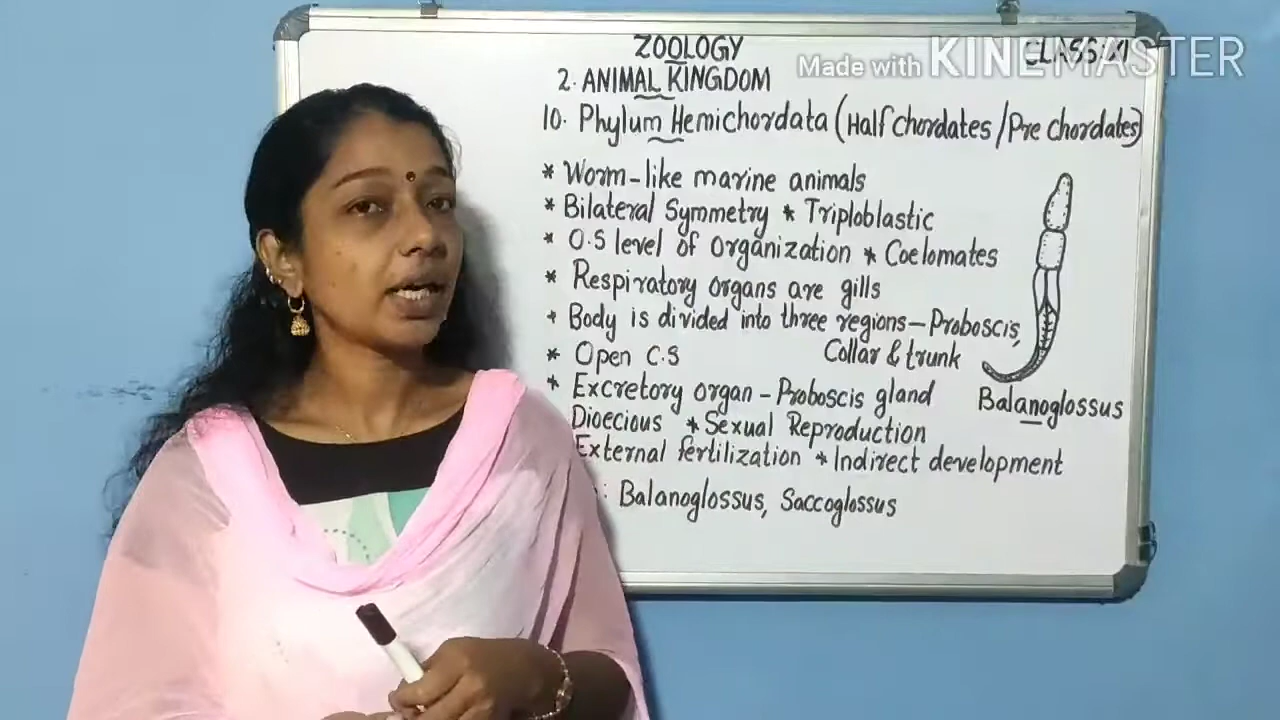 ZOOLOGY
CLASS:XI
Made with KINEMASTER
2. ANIMAL KINGDOM
10. Phylum Hemichordata (Half chordates / Pre chordates)
* Worm-like marine animals
* Bilateral Symmetry * Triploblastic
* O.S level of organization * Coelomates
* Respiratory organs are gills
* Body is divided into three regions - Proboscis,
Collar & trunk
* Open C.S
* Excretory organ - Proboscis gland
Balanoglossus
Dioecious * Sexual Reproduction
External fertilization * Indirect development
: Balanoglossus, Saccoglossus